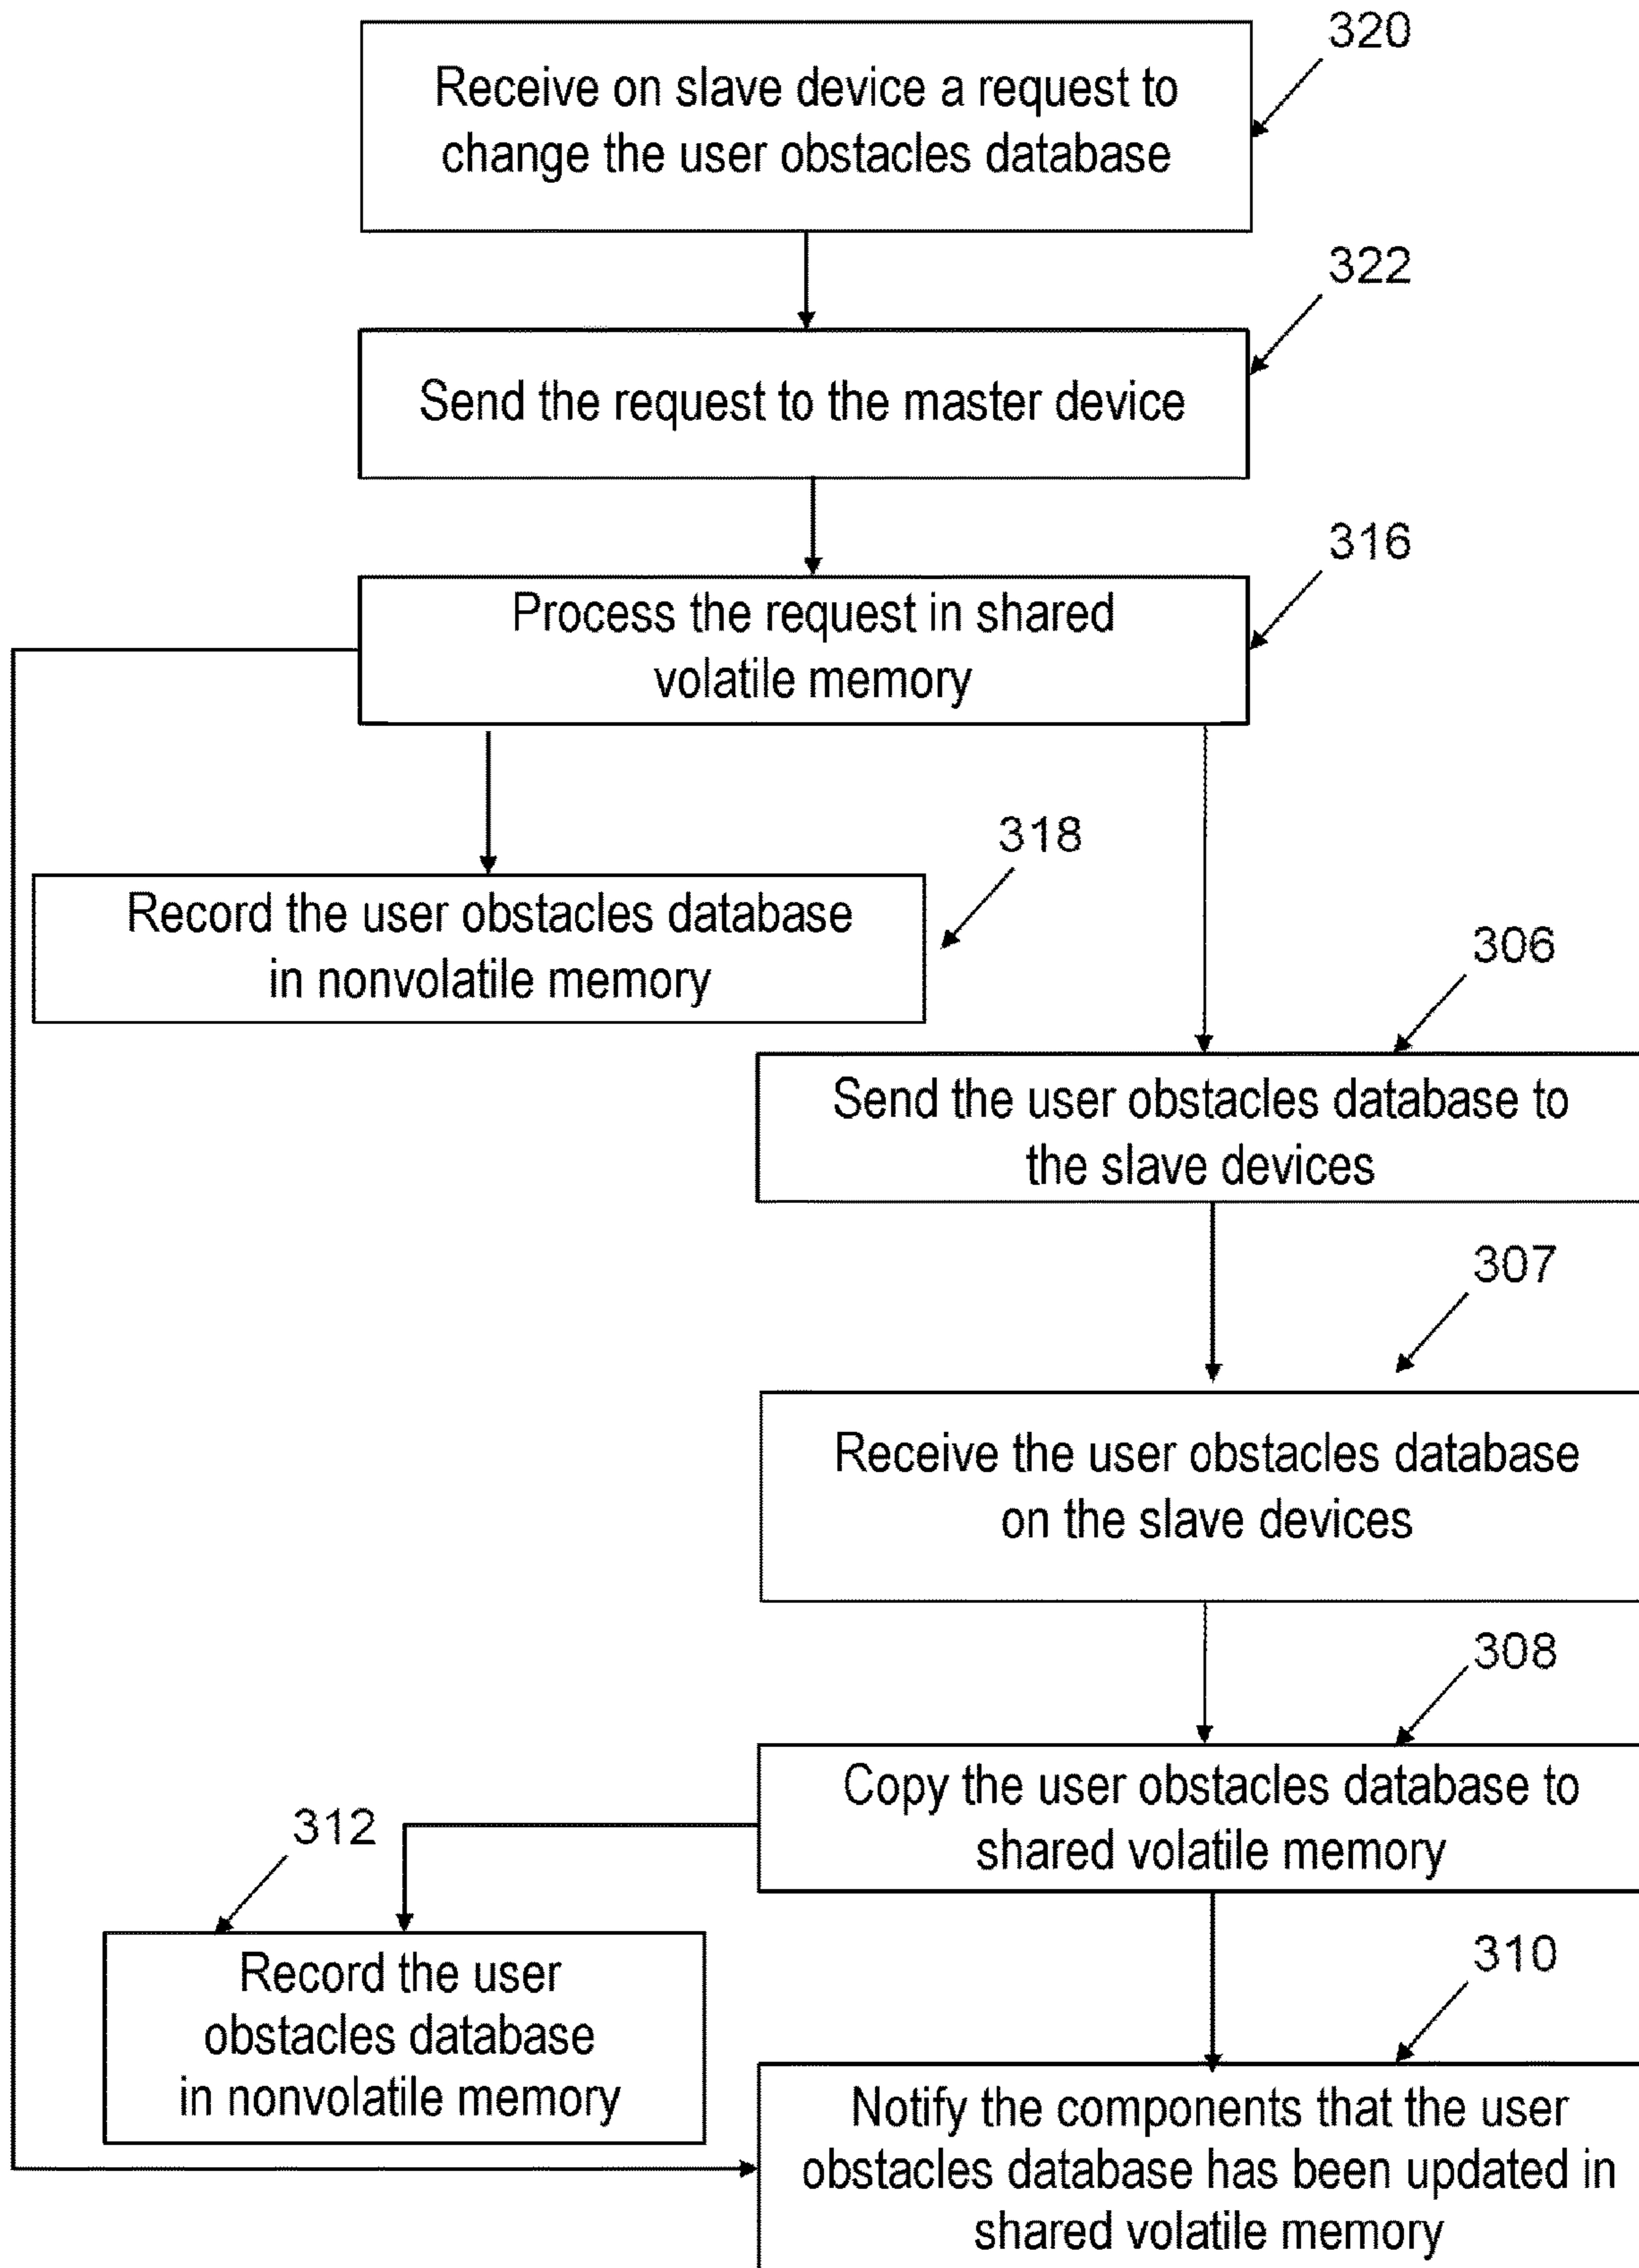 320
Receive on slave device a request to
change the user obstacles database
322
Send the request to the master device
316
Process the request in shared
volatile memory
318
Record the user obstacles database
in nonvolatile memory
306
Send the user obstacles database to
the slave devices
307
Receive the user obstacles database
on the slave devices
308
Copy the user obstacles database to
shared volatile memory
312
Record the user
obstacles database
in nonvolatile memory
310
Notify the components that the user
obstacles database has been updated in
shared volatile memory